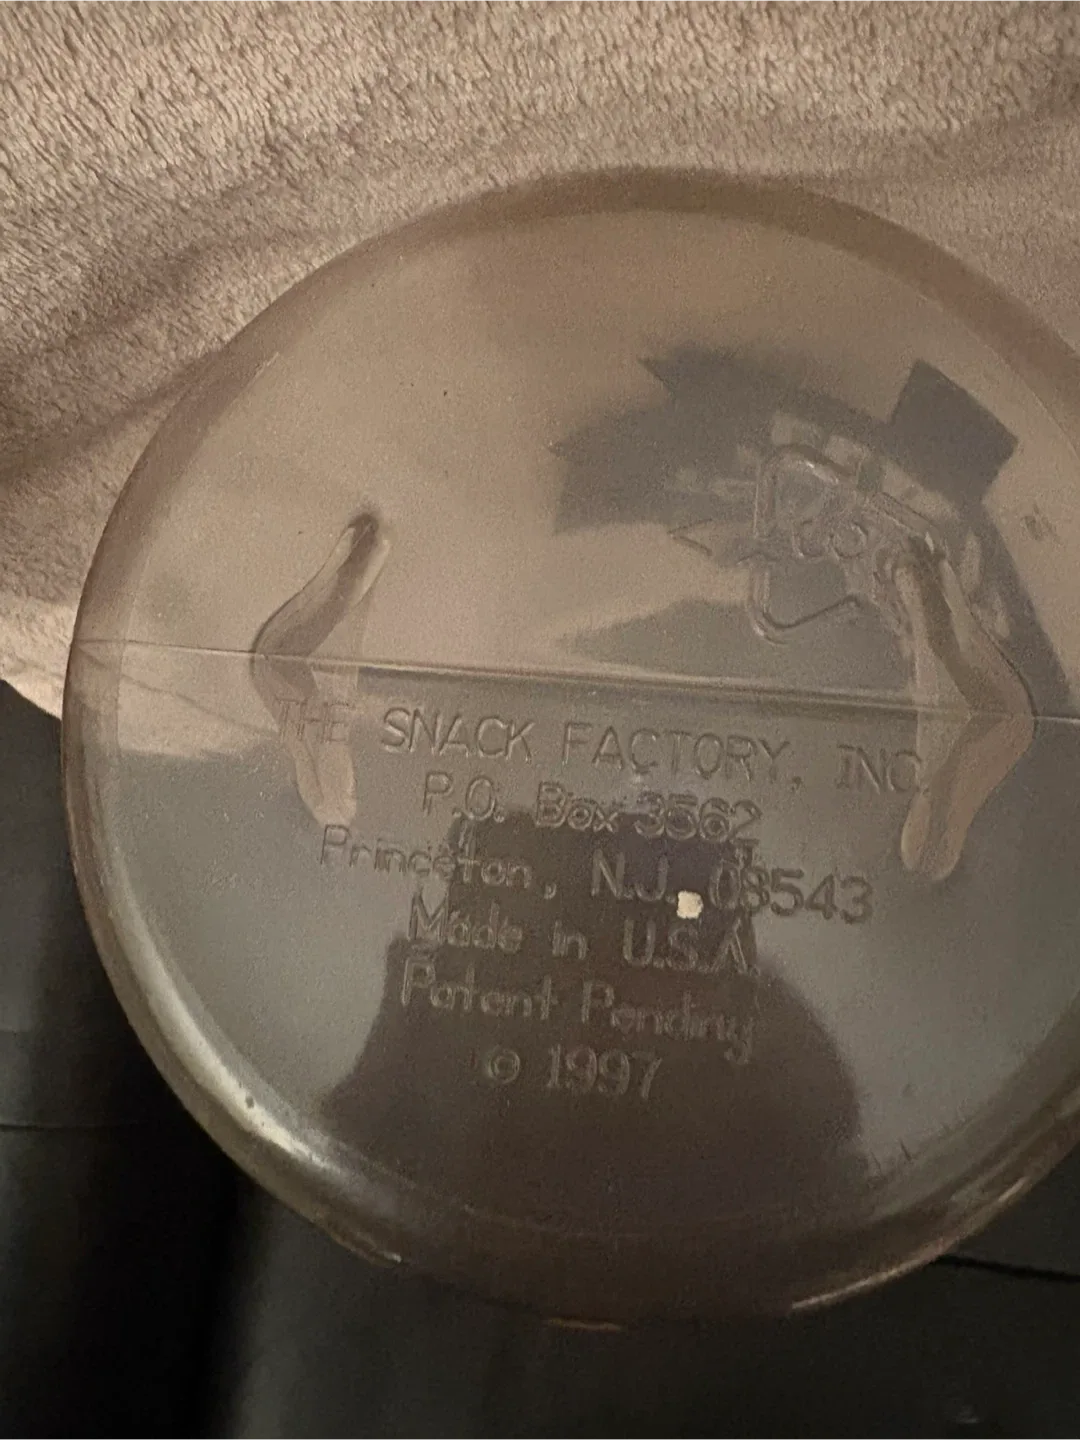 THE SNACK FACTORY, INC.
P.O. Box 3562
Princeton, N.J. 08543
Made in U.S.A.
Patent Pending
© 1997